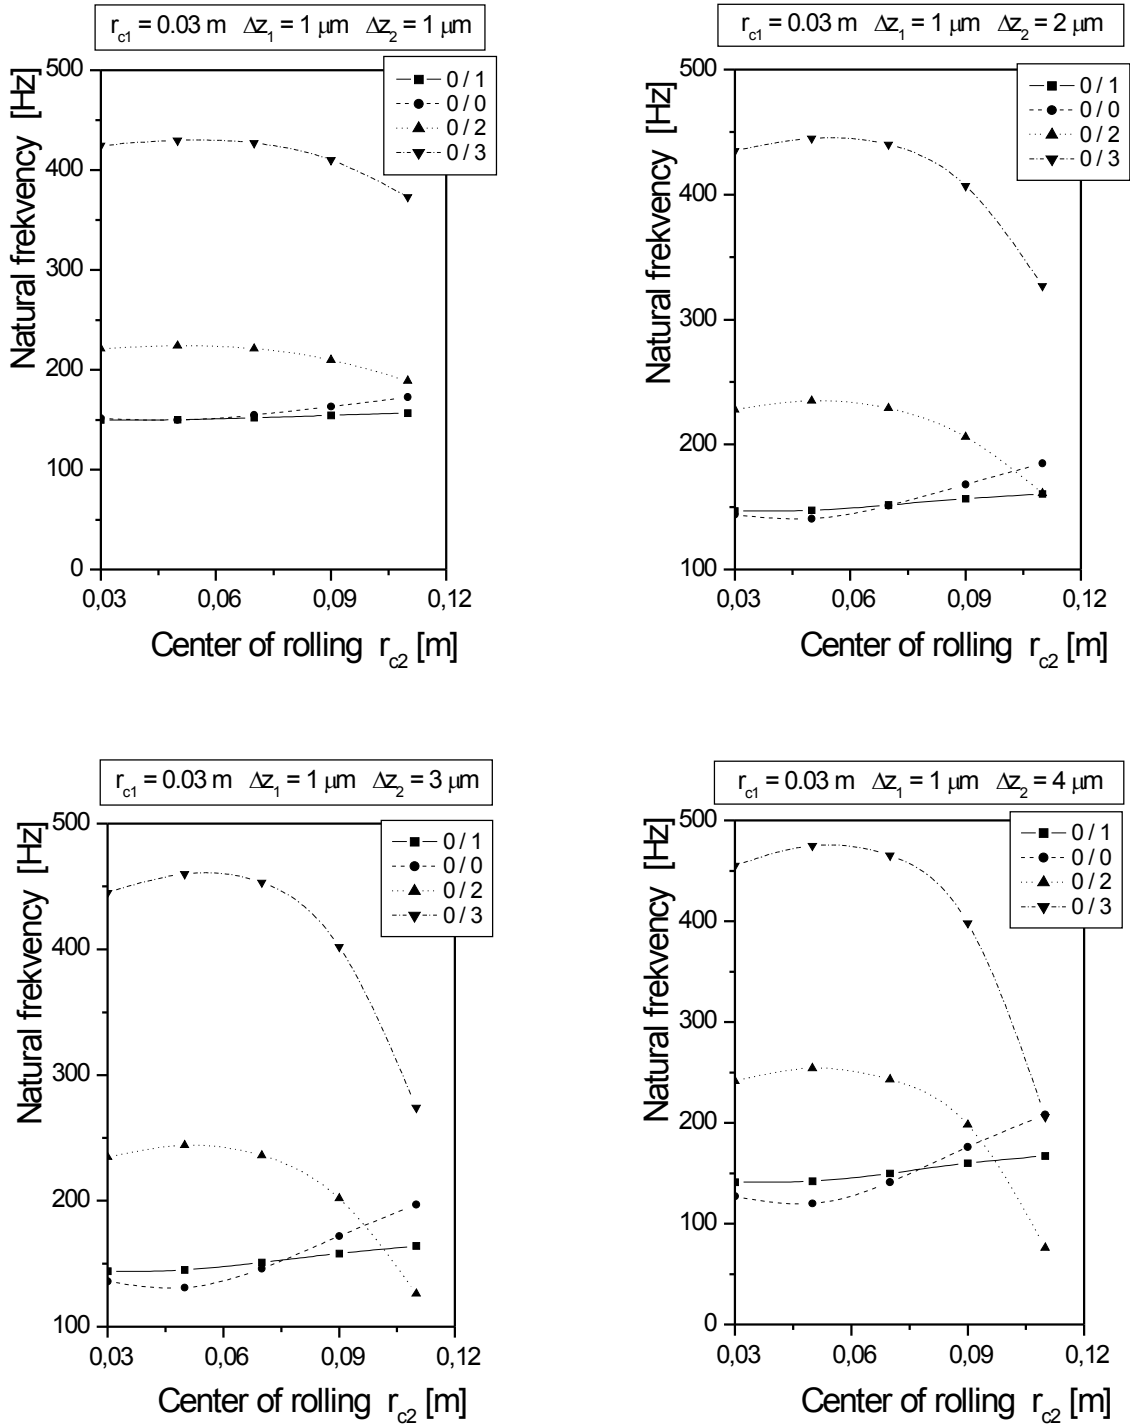 r_c1 = 0.03 m Δz_1 = 1 μm Δz_2 = 1 μm
Natural frekvency [Hz]
500
400
300
200
100
0
0 / 1
0 / 0
0 / 2
0 / 3
0,03 0,06 0,09 0,12
Center of rolling r_c2 [m]
r_c1 = 0.03 m Δz_1 = 1 μm Δz_2 = 2 μm
Natural frekvency [Hz]
500
400
300
200
100
0 / 1
0 / 0
0 / 2
0 / 3
0,03 0,06 0,09 0,12
Center of rolling r_c2 [m]
r_c1 = 0.03 m Δz_1 = 1 μm Δz_2 = 3 μm
Natural frekvency [Hz]
500
400
300
200
100
0 / 1
0 / 0
0 / 2
0 / 3
0,03 0,06 0,09 0,12
Center of rolling r_c2 [m]
r_c1 = 0.03 m Δz_1 = 1 μm Δz_2 = 4 μm
Natural frekvency [Hz]
500
400
300
200
100
0
0 / 1
0 / 0
0 / 2
0 / 3
0,03 0,06 0,09 0,12
Center of rolling r_c2 [m]